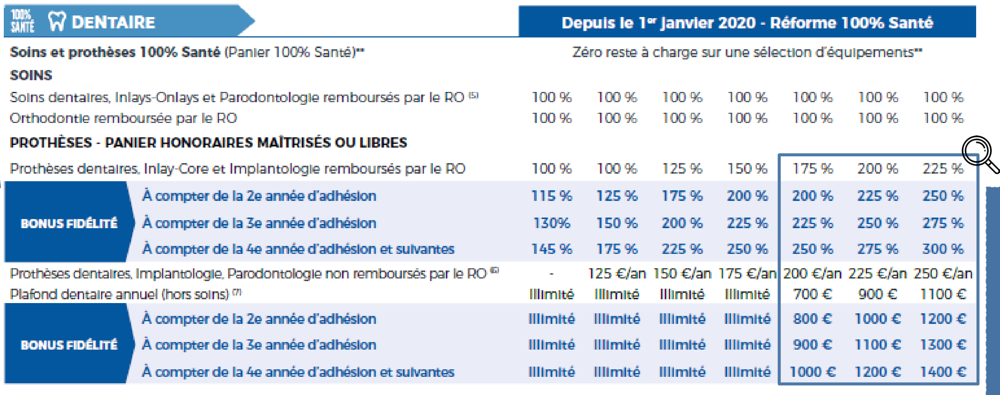 100% SANTÉ DENTAIRE Depuis le 1er Janvier 2020 - Réforme 100% Santé
Soins et prothèses 100% Santé (Panier 100% Santé)** Zéro reste à charge sur une sélection d'équipements**
SOINS
Soins dentaires, Inlays-Onlays et Parodontologie remboursés par le RO (5) 100 % 100 % 100 % 100 % 100 % 100 % 100 %
Orthodontie remboursée par le RO 100 % 100 % 100 % 100 % 100 % 100 % 100 %
PROTHÈSES - PANIER HONORAIRES MAÎTRISÉS OU LIBRES
Prothèses dentaires, Inlay-Core et Implantologie remboursés par le RO 100 % 100 % 125 % 150 % 175 % 200 % 225 %
À compter de la 2e année d'adhésion 115 % 125 % 175 % 200 % 200 % 225 % 250 %
BONUS FIDÉLITÉ À compter de la 3e année d'adhésion 130% 150 % 200 % 225 % 225 % 250 % 275 %
À compter de la 4e année d'adhésion et suivantes 145 % 175 % 225 % 250 % 250 % 275 % 300 %
Prothèses dentaires, Implantologie, Parodontologie non remboursés par le RO (6) - 125 €/an 150 €/an 175 €/an 200 €/an 225 €/an 250 €/an
Plafond dentaire annuel (hors soins) (7) Illimité Illimité Illimité Illimité 700 € 900 € 1100 €
À compter de la 2e année d'adhésion Illimité Illimité Illimité Illimité 800 € 1000 € 1200 €
BONUS FIDÉLITÉ À compter de la 3e année d'adhésion Illimité Illimité Illimité Illimité 900 € 1100 € 1300 €
À compter de la 4e année d'adhésion et suivantes Illimité Illimité Illimité Illimité 1000 € 1200 € 1400 €